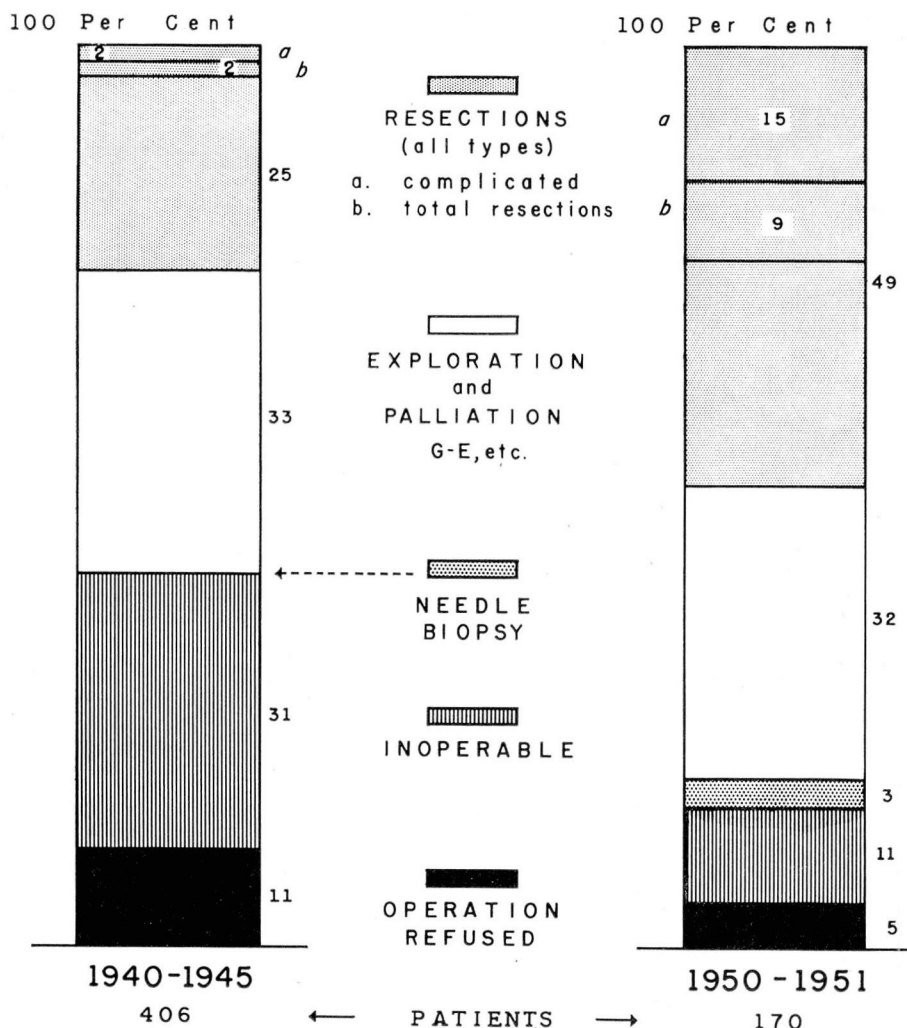 100 Per Cent
2
a
2
b
25
33
31
11
1940-1945
406
RESECTIONS
(all types)
a. complicated
b. total resections
EXPLORATION
and
PALLIATION
G-E, etc.
NEEDLE
BIOPSY
INOPERABLE
OPERATION
REFUSED
← PATIENTS →
100 Per Cent
a
15
b
9
49
32
3
11
5
1950-1951
170